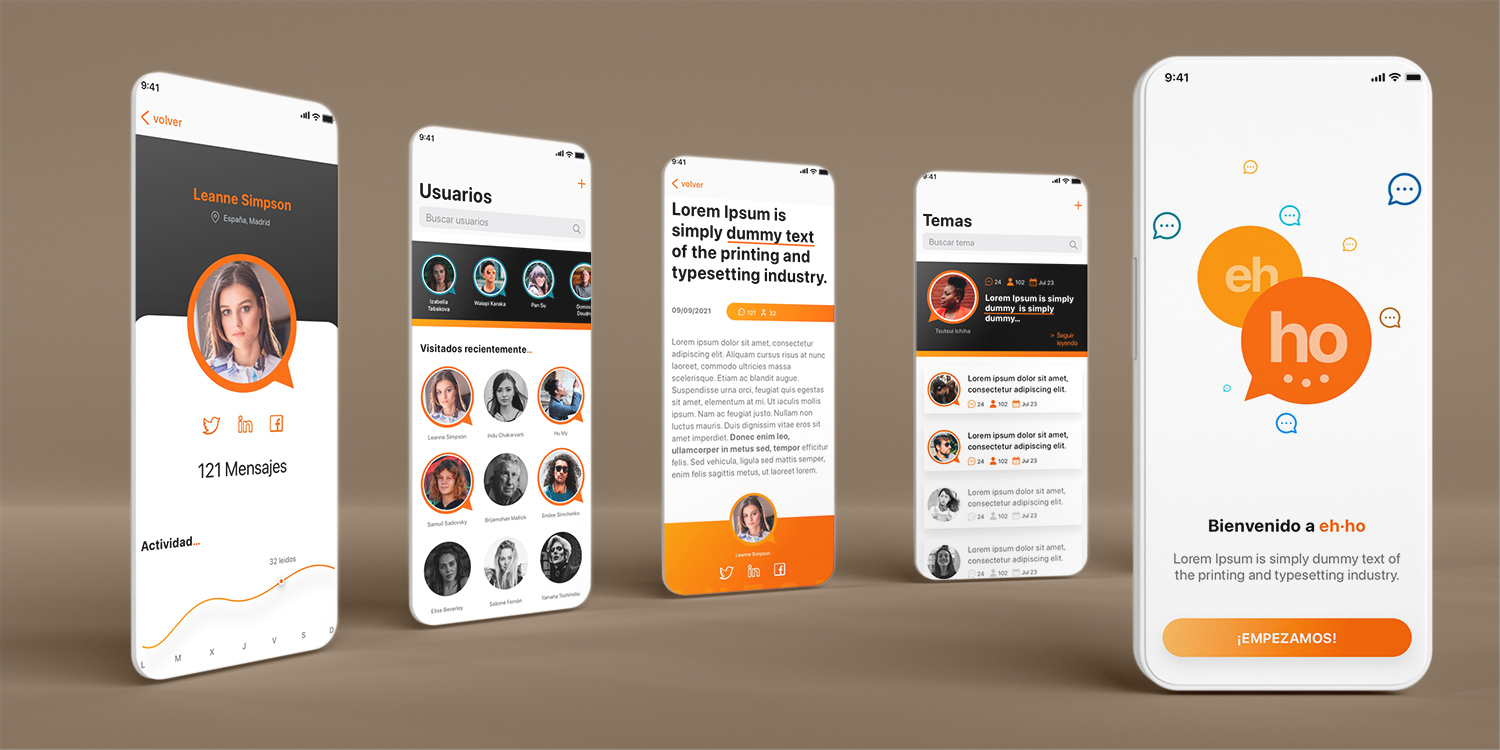 9:41
volver
Leanne Simpson
España, Madrid
121 Mensajes
Actividad...
32 leidos
L M X J V S D
9:41
+
Usuarios
Buscar usuarios
Izabella
Tabakova
Waiapi Karaka
Pan Su
Domin
Doudny
Visitados recientemente...
Leanne Simpson
Indu Chakarvarti
Hu My
Samuil Sadovsky
Brijamohan Mallick
Enslee Simchenko
Elise Beverley
Salomé Fernán
Yamaha Toshinobu
9:41
volver
Lorem Ipsum is
simply dummy text
of the printing and
typesetting industry.
09/09/2021
121 32
Lorem ipsum dolor sit amet, consectetur
adipiscing elit. Aliquam cursus risus at nunc
laoreet, commodo ultricies massa
scelerisque. Etiam ac blandit augue.
Suspendisse urna orci, feugiat quis egestas
sit amet, elementum at mi. Ut iaculis mollis
ipsum. Nam ac feugiat justo. Nullam non
luctus mauris. Duis dignissim vitae eros sit
amet imperdiet. Donec enim leo,
ullamcorper in metus sed, tempor efficitur
felis. Sed vehicula, ligula sed mattis semper,
enim felis sagittis metus, ut laoreet lorem.
Leanne Simpson
9:41
+
Temas
Buscar tema
24 102 Jul 23
Lorem Ipsum is simply
dummy is simply
dummy...
Tsutsui Ichiha
> Seguir
leyendo
Lorem ipsum dolor sit amet,
consectetur adipiscing elit.
24 102 Jul 23
Lorem ipsum dolor sit amet,
consectetur adipiscing elit.
24 102 Jul 23
Lorem ipsum dolor sit amet,
consectetur adipiscing elit.
24 102 Jul 23
Lorem ipsum dolor sit amet,
consectetur adipiscing elit.
24 102 Jul 23
9:41
eh
ho
Bienvenido a eh·ho
Lorem Ipsum is simply dummy text of
the printing and typesetting industry.
¡EMPEZAMOS!